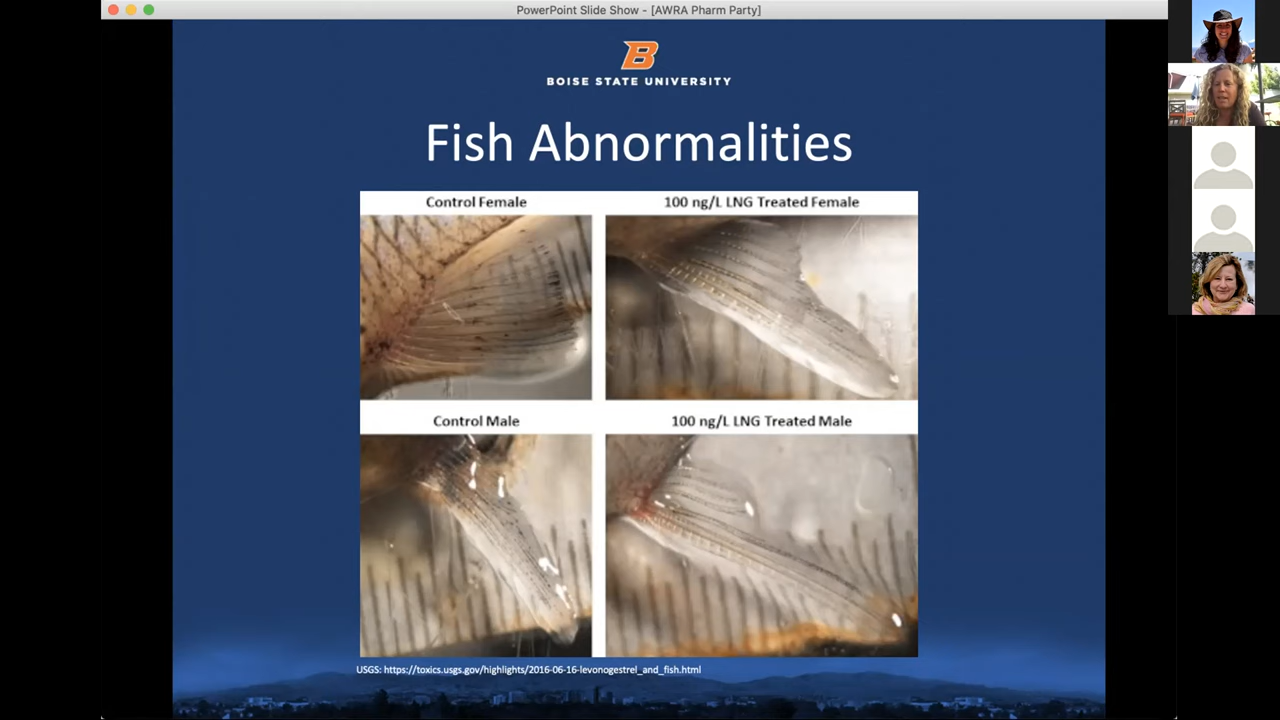 PowerPoint Slide Show - [AWRA Pharm Party]
B
BOISE STATE UNIVERSITY
Fish Abnormalities
Control Female
100 ng/L LNG Treated Female
Control Male
100 ng/L LNG Treated Male
USGS: https://toxics.usgs.gov/highlights/2016-06-16-levonogestrel_and_fish.html